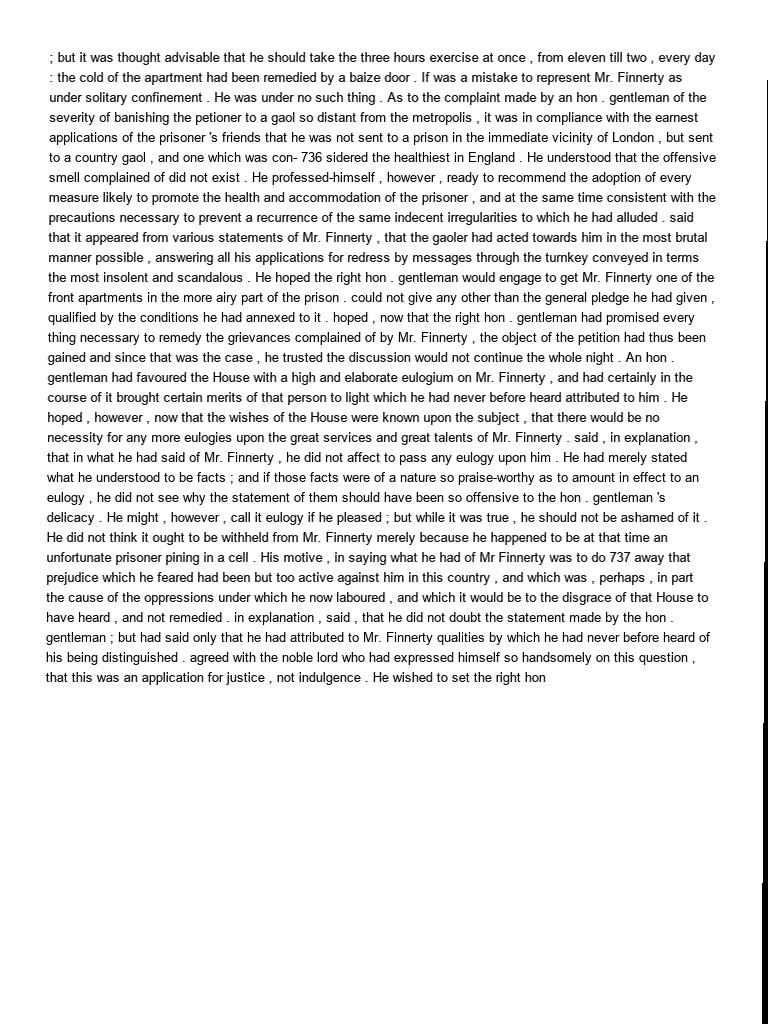 ; but it was thought advisable that he should take the three hours exercise at once , from eleven till two , every day
: the cold of the apartment had been remedied by a baize door . If was a mistake to represent Mr. Finnerty as
under solitary confinement . He was under no such thing . As to the complaint made by an hon . gentleman of the
severity of banishing the petioner to a gaol so distant from the metropolis , it was in compliance with the earnest
applications of the prisoner 's friends that he was not sent to a prison in the immediate vicinity of London , but sent
to a country gaol , and one which was con- 736 sidered the healthiest in England . He understood that the offensive
smell complained of did not exist . He professed-himself , however , ready to recommend the adoption of every
measure likely to promote the health and accommodation of the prisoner , and at the same time consistent with the
precautions necessary to prevent a recurrence of the same indecent irregularities to which he had alluded . said
that it appeared from various statements of Mr. Finnerty , that the gaoler had acted towards him in the most brutal
manner possible , answering all his applications for redress by messages through the turnkey conveyed in terms
the most insolent and scandalous . He hoped the right hon . gentleman would engage to get Mr. Finnerty one of the
front apartments in the more airy part of the prison . could not give any other than the general pledge he had given ,
qualified by the conditions he had annexed to it . hoped , now that the right hon . gentleman had promised every
thing necessary to remedy the grievances complained of by Mr. Finnerty , the object of the petition had thus been
gained and since that was the case , he trusted the discussion would not continue the whole night . An hon .
gentleman had favoured the House with a high and elaborate eulogium on Mr. Finnerty , and had certainly in the
course of it brought certain merits of that person to light which he had never before heard attributed to him . He
hoped , however , now that the wishes of the House were known upon the subject , that there would be no
necessity for any more eulogies upon the great services and great talents of Mr. Finnerty . said , in explanation ,
that in what he had said of Mr. Finnerty , he did not affect to pass any eulogy upon him . He had merely stated
what he understood to be facts ; and if those facts were of a nature so praise-worthy as to amount in effect to an
eulogy , he did not see why the statement of them should have been so offensive to the hon . gentleman 's
delicacy . He might , however , call it eulogy if he pleased ; but while it was true , he should not be ashamed of it .
He did not think it ought to be withheld from Mr. Finnerty merely because he happened to be at that time an
unfortunate prisoner pining in a cell . His motive , in saying what he had of Mr Finnerty was to do 737 away that
prejudice which he feared had been but too active against him in this country , and which was , perhaps , in part
the cause of the oppressions under which he now laboured , and which it would be to the disgrace of that House to
have heard , and not remedied . in explanation , said , that he did not doubt the statement made by the hon .
gentleman ; but had said only that he had attributed to Mr. Finnerty qualities by which he had never before heard of
his being distinguished . agreed with the noble lord who had expressed himself so handsomely on this question ,
that this was an application for justice , not indulgence . He wished to set the right hon